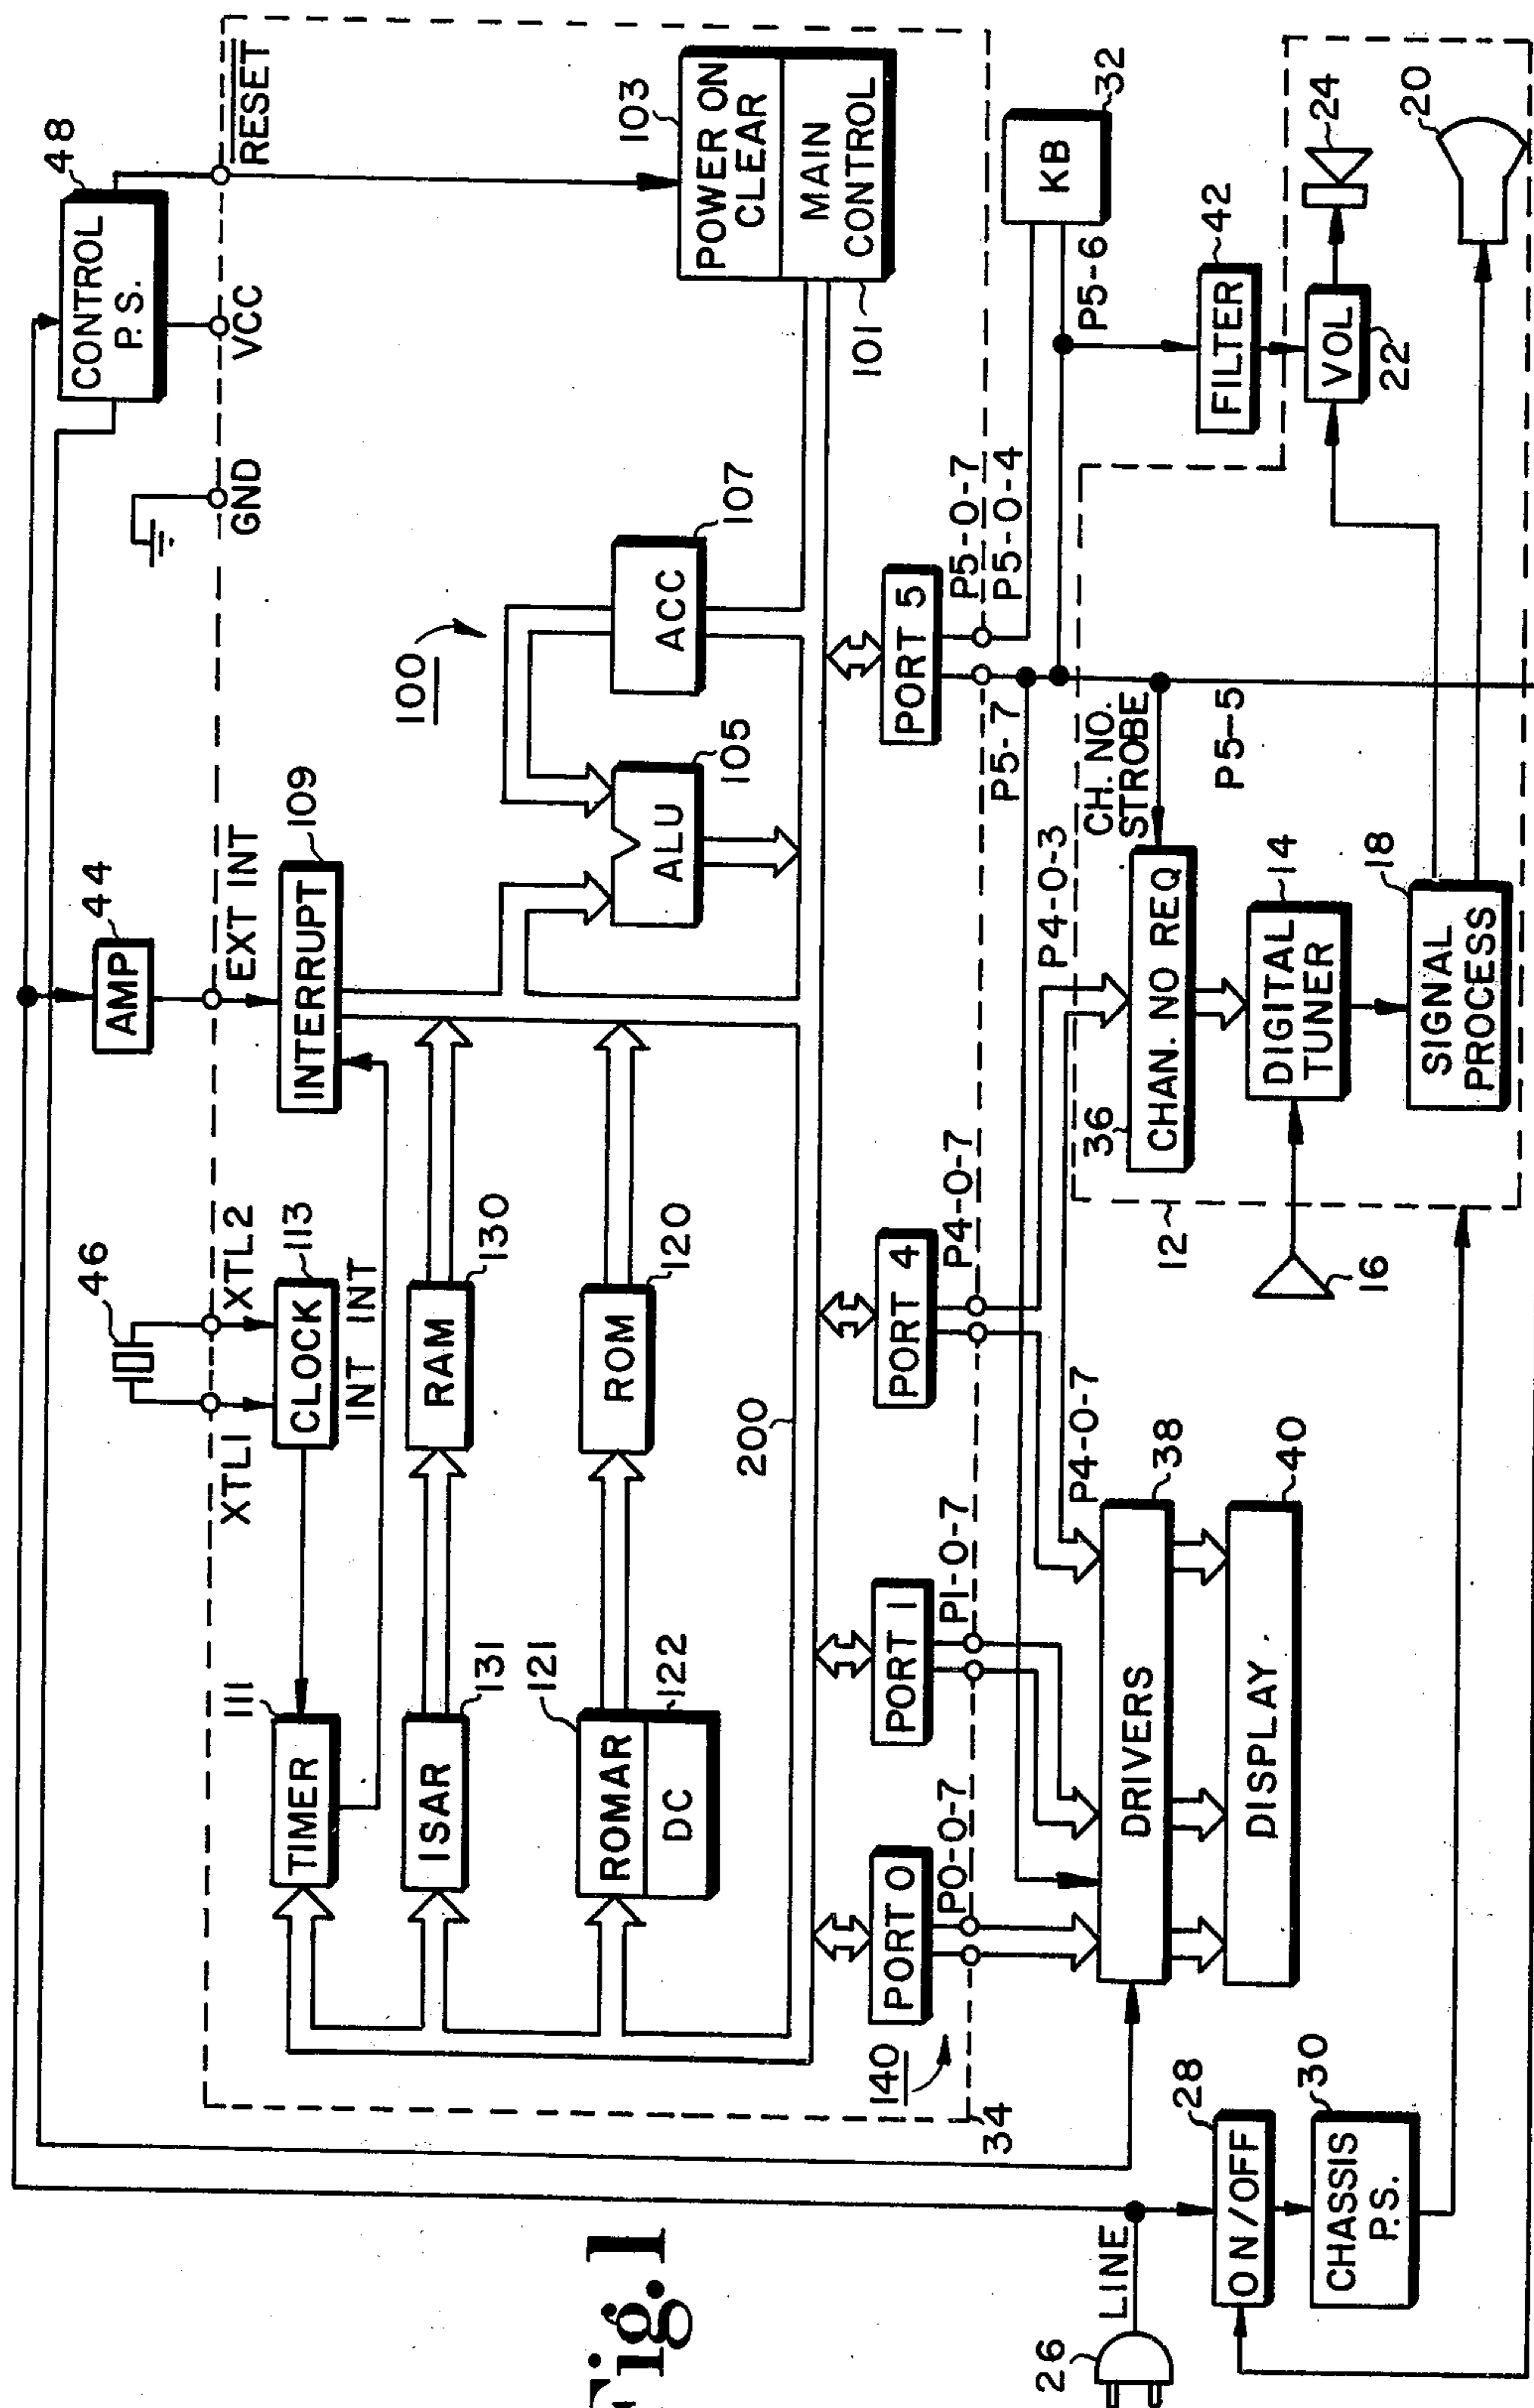 48
CONTROL
P.S.
RESET
VCC
GND
44
AMP
EXT INT
46
XTL1
XTL2
109
INTERRUPT
113
CLOCK
INT INT
111
TIMER
103
POWER ON
CLEAR
MAIN
CONTROL
101
100
ACC
107
ALU
105
RAM
130
ISAR
131
ROM
120
121
ROMAR
DC
122
200
PORT 0
PORT 1
PORT 4
PORT 5
P0-0-7
P1-0-7
P4-0-7
P5-0-7
P5-0-4
140
34
P5-7
P4-0-3
P4-0-7
KB
32
P5-6
FILTER
42
CH. NO.
STROBE
P5-5
36
CHAN. NO REQ
DIGITAL
TUNER
14
16
12
18
SIGNAL
PROCESS
VOL
22
24
20
DRIVERS
38
DISPLAY
40
LINE
26
ON/OFF
28
CHASSIS
P.S.
30
Fig. 1